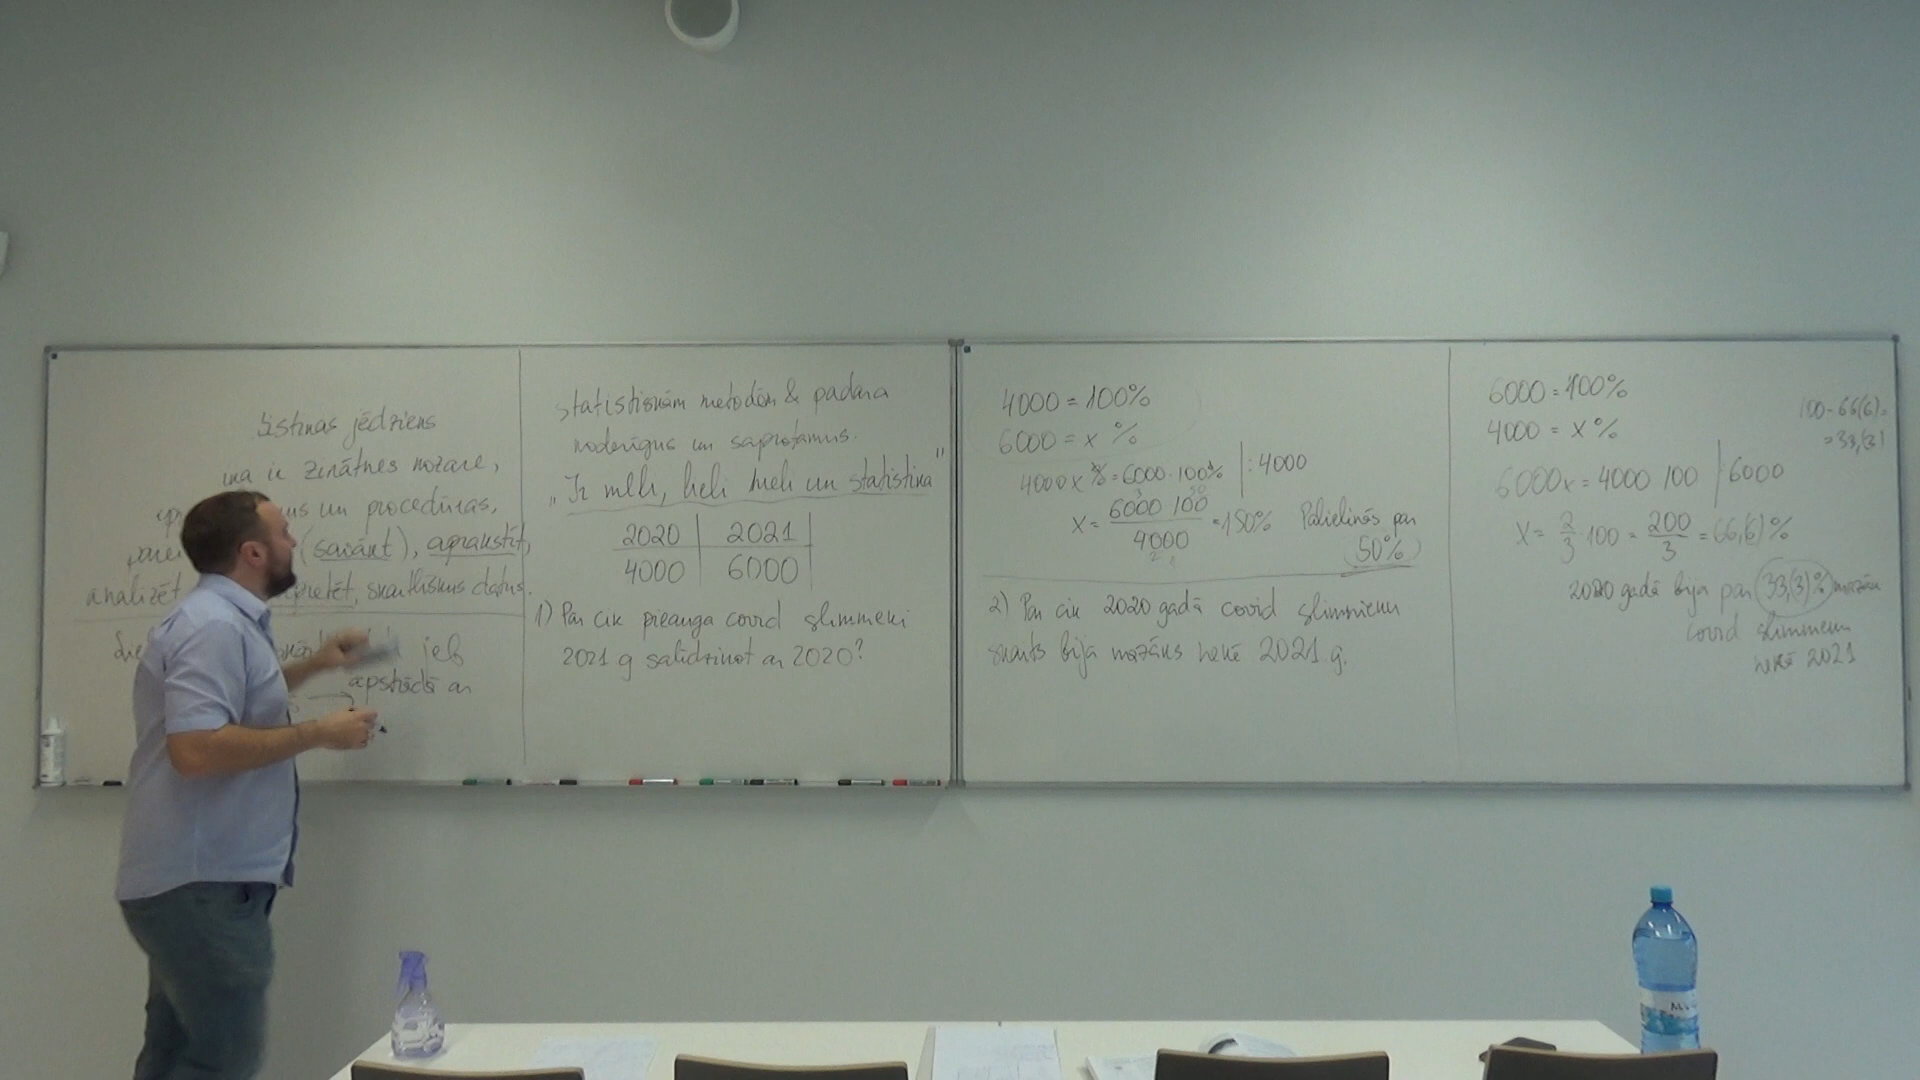 jēdziens
ir zinātnes nozare,
un procedūras,
(savākt), aprakstīt,
analizēt skaitliskus datus.
jeb
apstrādā ar
statistiskām metodēm & padara
noderīgus un saprotamus.
„Ir meli, lieli meli un statistika"
2020 2021
4000 6000
1) Par cik pieauga covid slimnieki
2021 g salīdzinot ar 2020?
4000 = 100%
6000 = x %
4000x % = 6000 · 100% | : 4000
x = 6000 100 / 4000 = 150% Palielinās par
50%
2) Par cik 2020 gadā covid slimnieku
skaits bija mazāks nekā 2021 g.
6000 = 100%
4000 = x %
100 - 66,(6) =
= 33,(3)
6000x = 4000 100 | : 6000
x = 2/3 · 100 = 200/3 = 66,(6) %
2020 gadā bija par 33,(3)% mazāk
covid slimnieku
nekā 2021